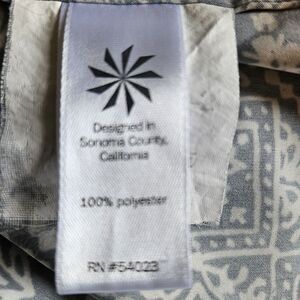 Designed in
Sonoma County,
California
100% polyester
RN #54023